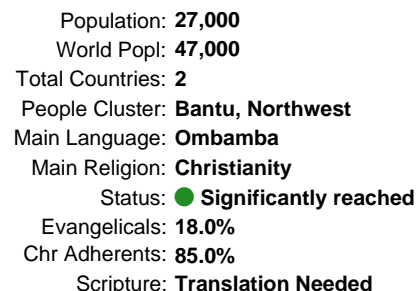 Population: 27,000
World Popl: 47,000
Total Countries: 2
People Cluster: Bantu, Northwest
Main Language: Ombamba
Main Religion: Christianity
Status: Significantly reached
Evangelicals: 18.0%
Chr Adherents: 85.0%
Scripture: Translation Needed